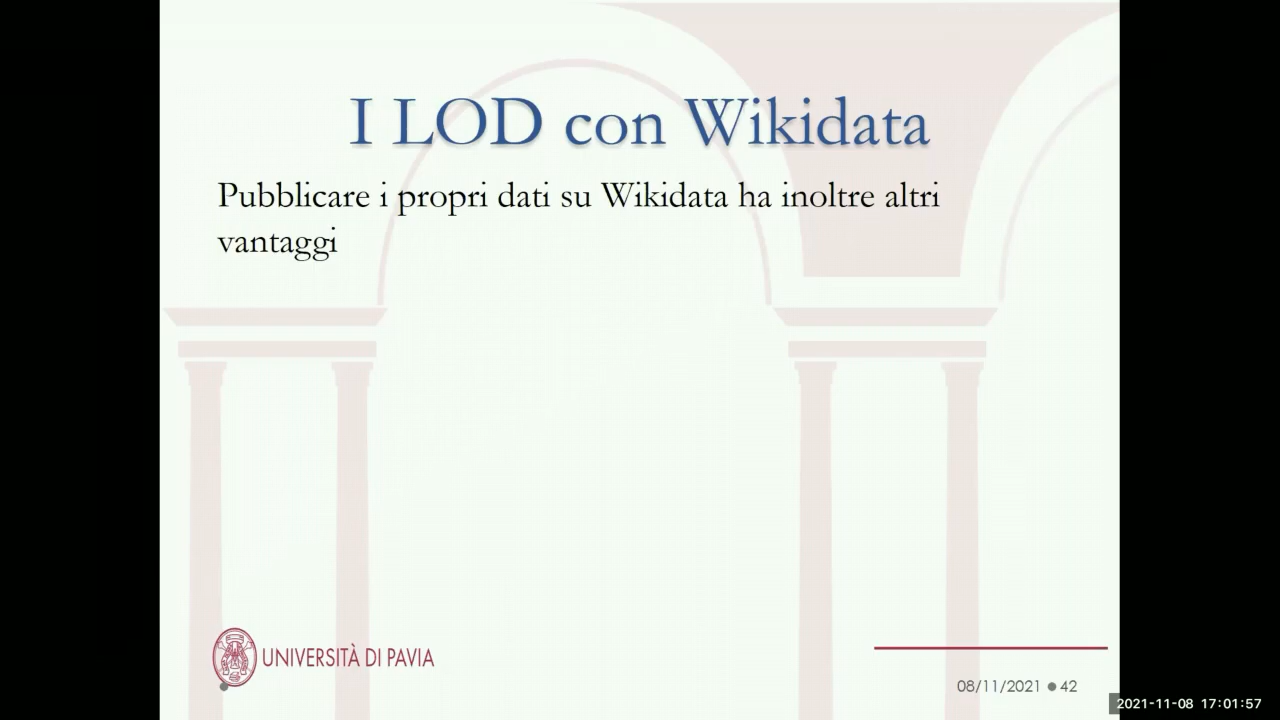 I LOD con Wikidata
Pubblicare i propri dati su Wikidata ha inoltre altri
vantaggi
UNIVERSITÀ DI PAVIA
08/11/2021 ● 42
2021-11-08 17:01:57